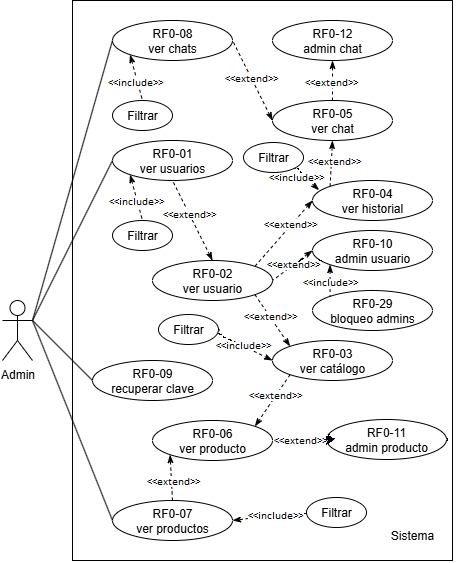 RF0-08
ver chats
RF0-12
admin chat
<<extend>>
<<extend>>
<<include>>
Filtrar
RF0-05
ver chat
RF0-01
ver usuarios
Filtrar
<<extend>>
<<include>>
<<include>>
<<extend>>
RF0-04
ver historial
Filtrar
<<extend>>
RF0-10
admin usuario
RF0-02
ver usuario
<<extend>>
<<include>>
RF0-29
bloqueo admins
<<extend>>
Filtrar
<<include>>
RF0-03
ver catálogo
Admin
RF0-09
recuperar clave
<<extend>>
RF0-06
ver producto
<<extend>>
RF0-11
admin producto
<<extend>>
RF0-07
ver productos
<<include>>
Filtrar
Sistema